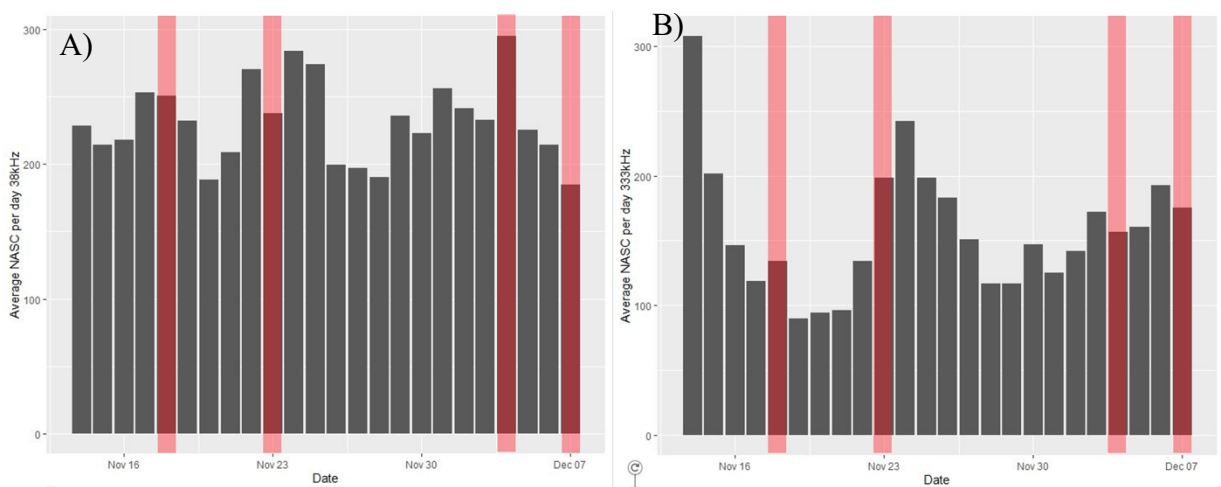 A)
300
200
100
0
Average NASC per day 38kHz
Nov 16 Nov 23 Nov 30 Dec 07
Date
B)
300
200
100
0
Average NASC per day 333kHz
Nov 16 Nov 23 Nov 30 Dec 07
Date